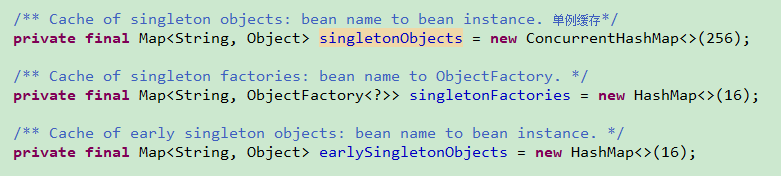 /** Cache of singleton objects: bean name to bean instance. 单例缓存*/
private final Map<String, Object> singletonObjects = new ConcurrentHashMap<>(256);
/** Cache of singleton factories: bean name to ObjectFactory. */
private final Map<String, ObjectFactory<?>> singletonFactories = new HashMap<>(16);
/** Cache of early singleton objects: bean name to bean instance. */
private final Map<String, Object> earlySingletonObjects = new HashMap<>(16);